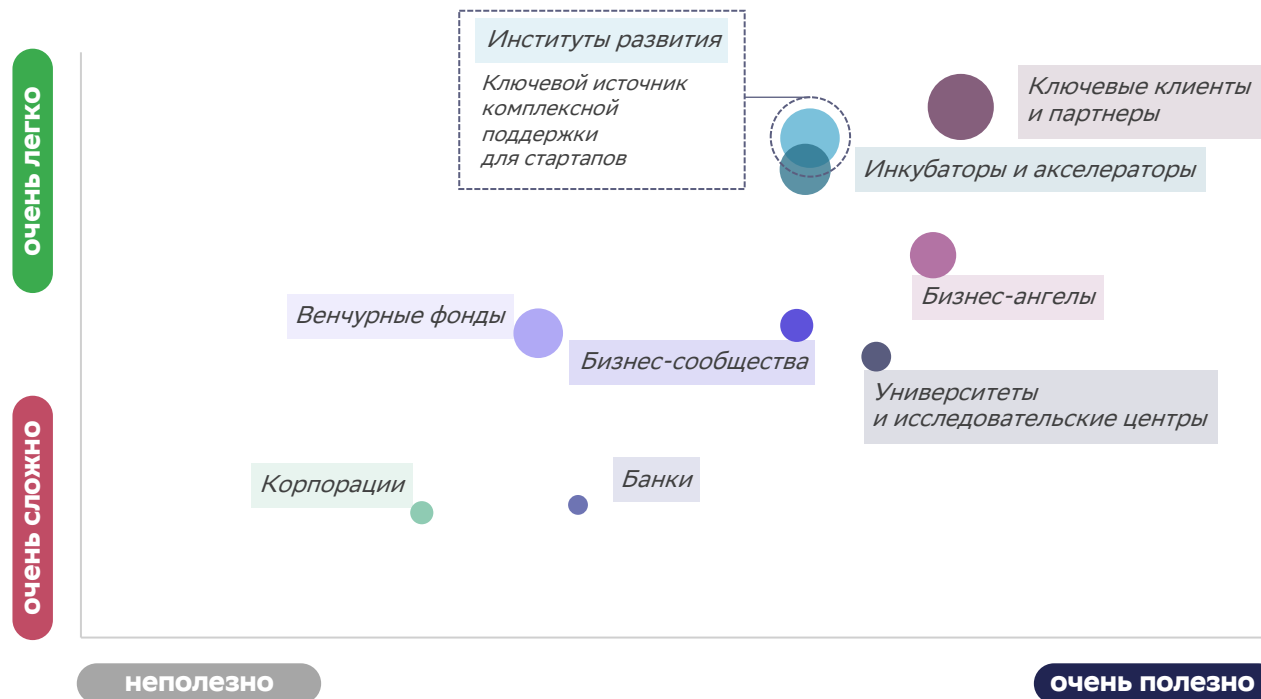 Институты развития
Ключевой источник
комплексной
поддержки
для стартапов
очень легко
Ключевые клиенты
и партнеры
Инкубаторы и акселераторы
Бизнес-ангелы
Венчурные фонды
Бизнес-сообщества
Университеты
и исследовательские центры
очень сложно
Корпорации
Банки
неполезно
очень полезно